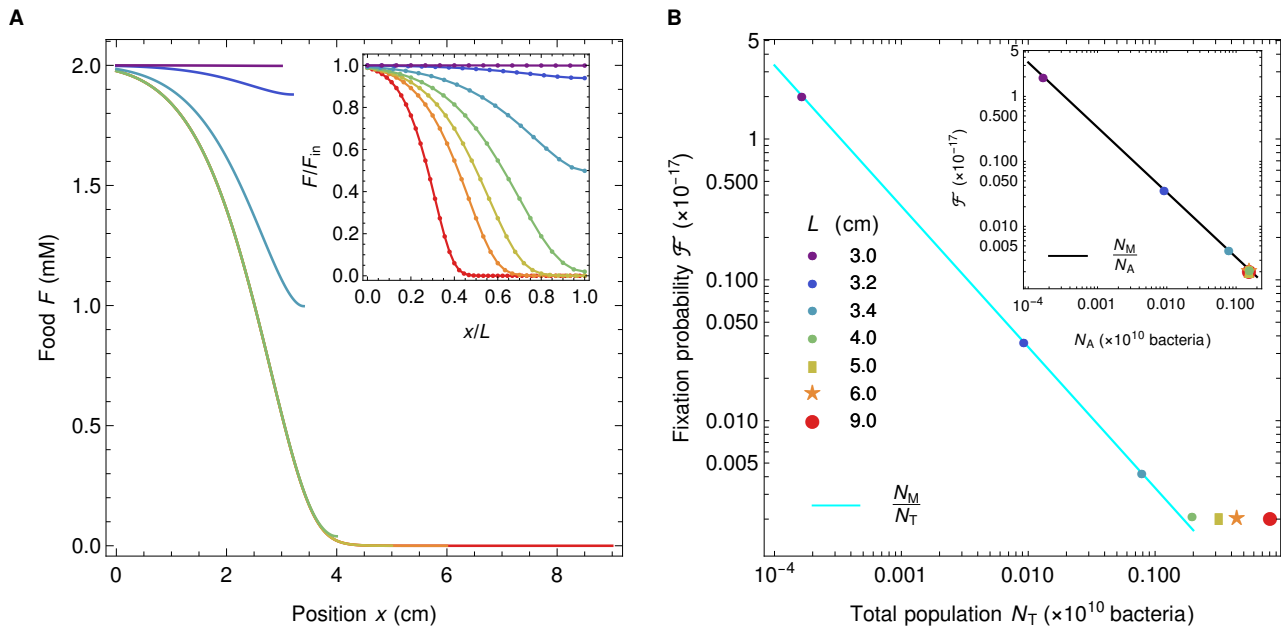 A
Food F (mM)
2.0
1.5
1.0
0.5
0.0
0 2 4 6 8
Position x (cm)
F/Fin
1.0
0.8
0.6
0.4
0.2
0.0
0.0 0.2 0.4 0.6 0.8 1.0
x/L
B
Fixation probability ℱ (×10⁻¹⁷)
5
1
0.500
0.100
0.050
0.010
0.005
10⁻⁴ 0.001 0.010 0.100
Total population N_T (×10¹⁰ bacteria)
L (cm)
3.0
3.2
3.4
4.0
5.0
6.0
9.0
N_M
N_T
ℱ (×10⁻¹⁷)
5
1
0.100
0.050
0.010
0.005
N_M
N_A
10⁻⁴ 0.001 0.010 0.100
N_A (×10¹⁰ bacteria)